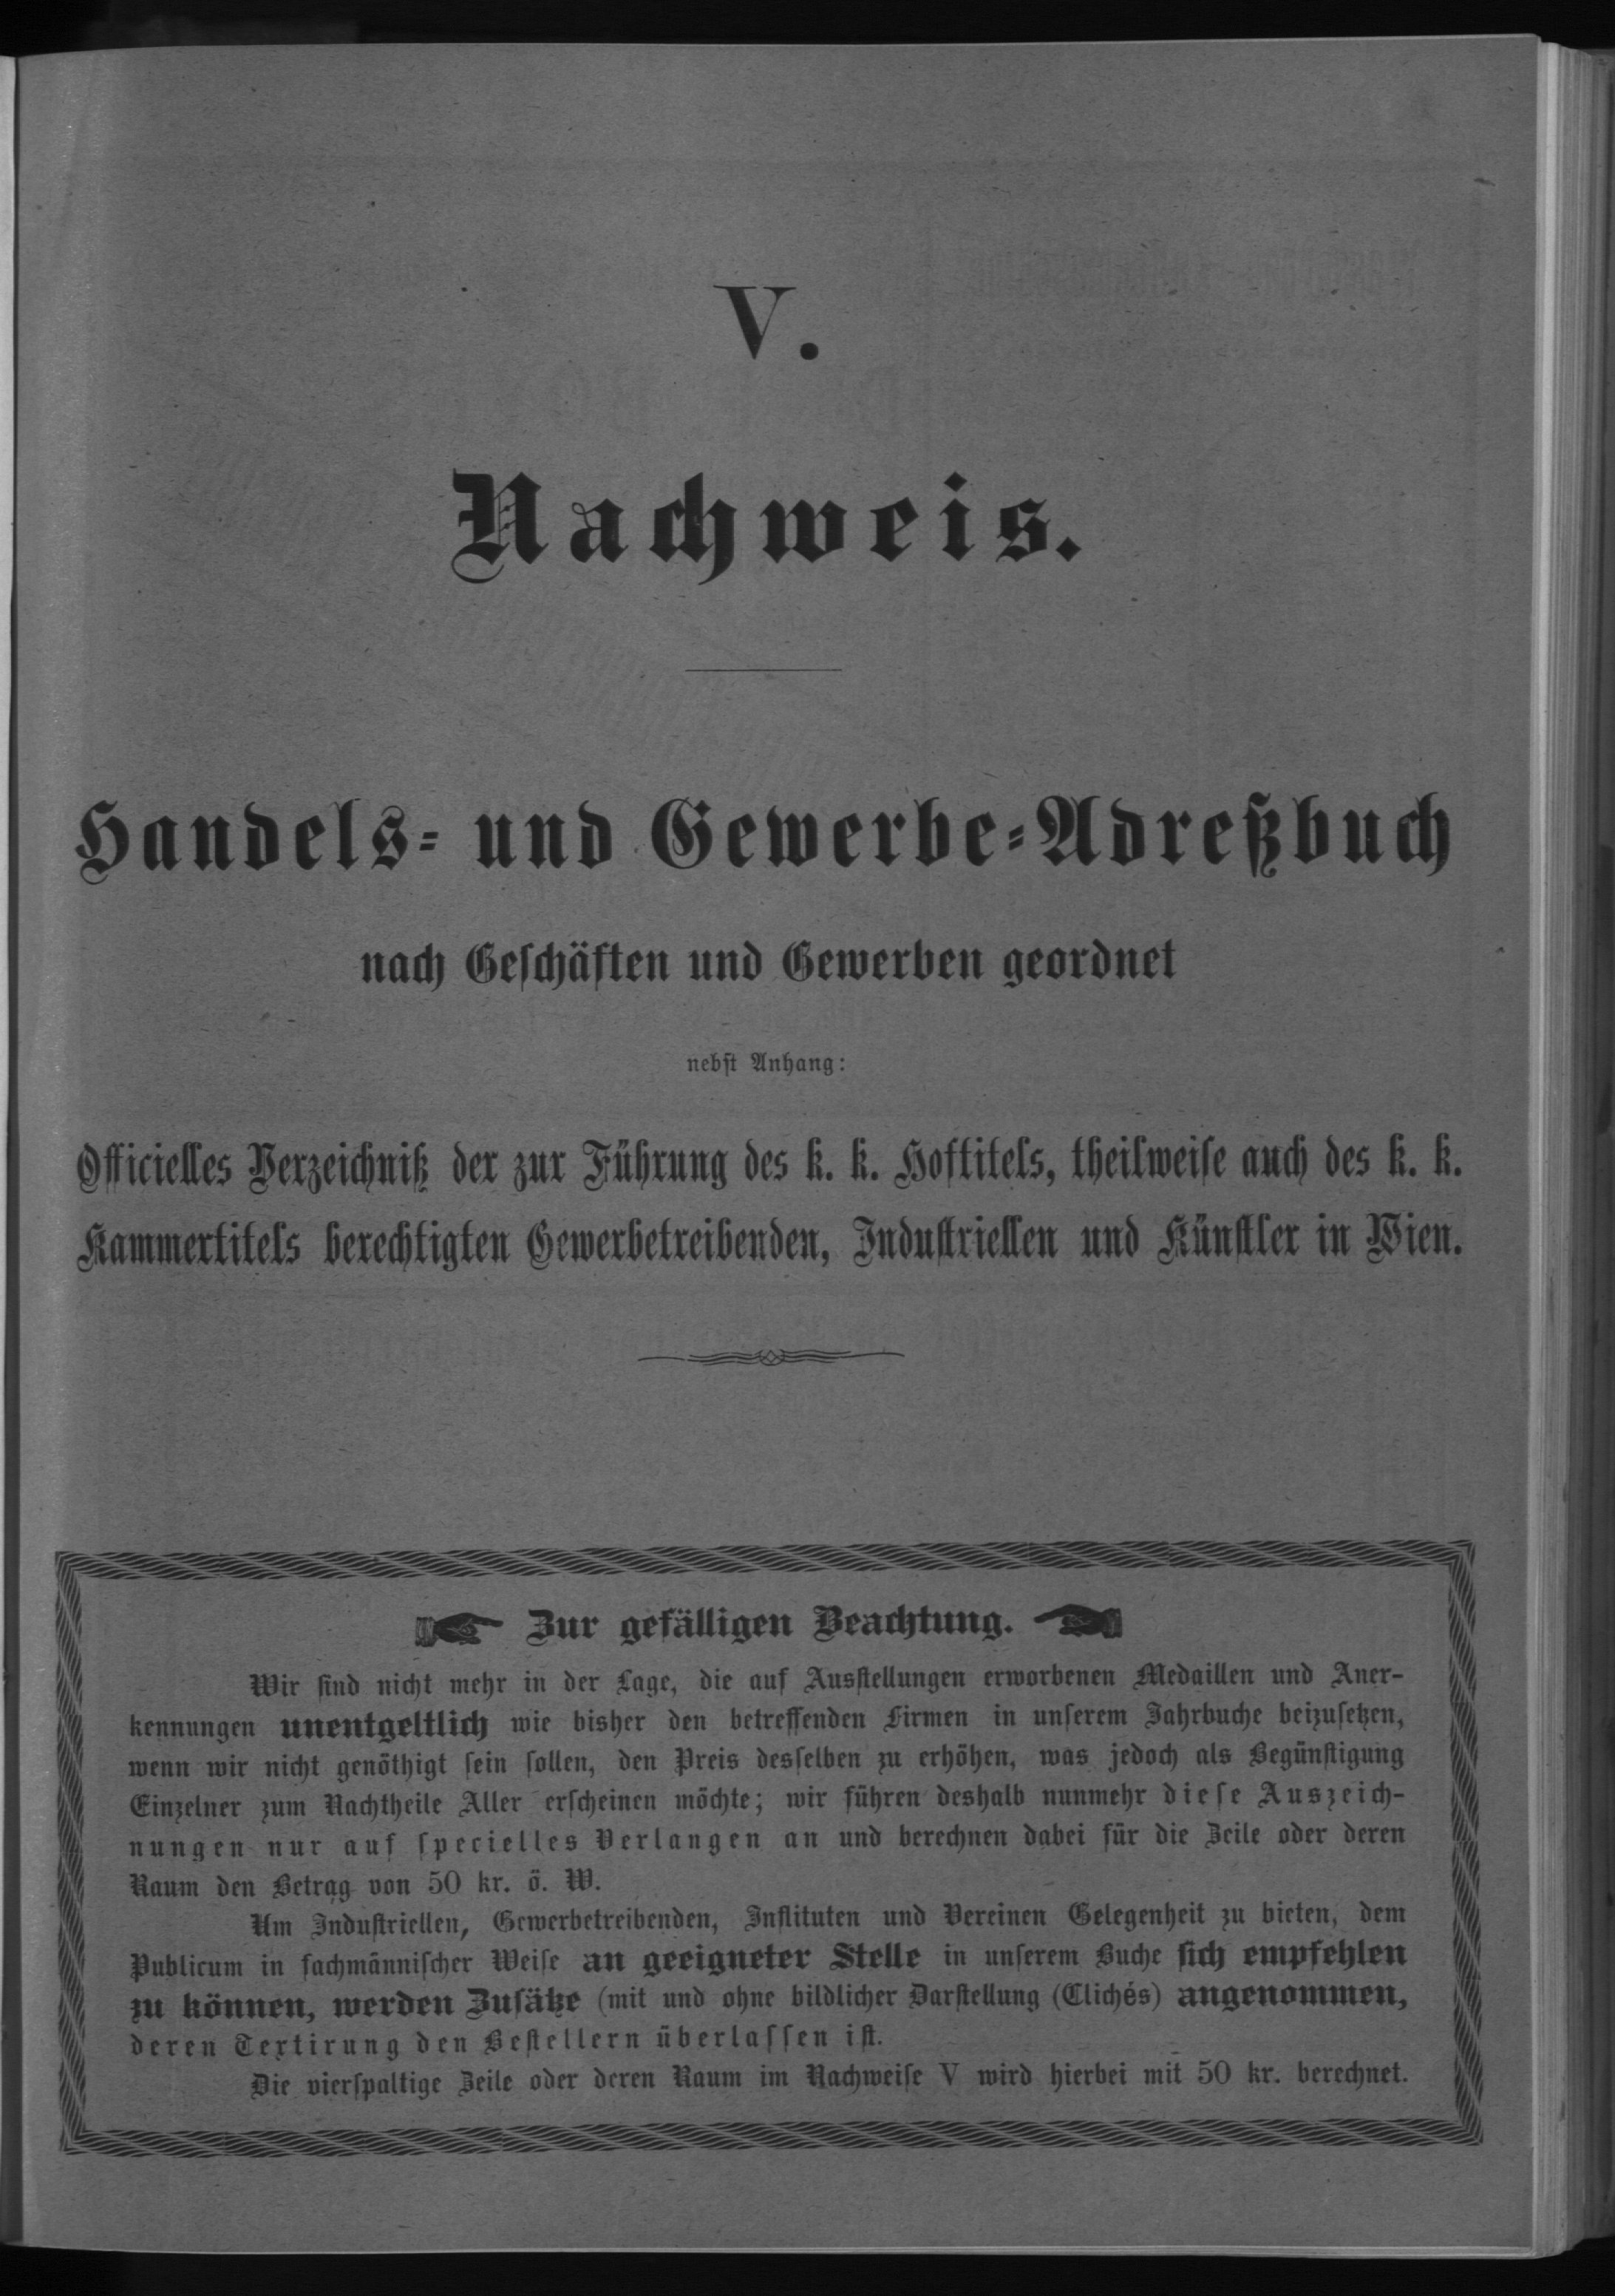 V.
Nachweis.
Handels- und Gewerbe-Adreßbuch
nach Geschäften und Gewerben geordnet
nebst Anhang:
Officielles Verzeichniß der zur Führung des k. k. Hoftitels, theilweise auch des k. k.
Kammertitels berechtigten Gewerbetreibenden, Industriellen und Künstler in Wien.
Zur gefälligen Beachtung.
Wir sind nicht mehr in der Lage, die auf Ausstellungen erworbenen Medaillen und Aner-
kennungen unentgeltlich wie bisher den betreffenden Firmen in unserem Jahrbuche beizusetzen,
wenn wir nicht genöthigt sein sollen, den Preis desselben zu erhöhen, was jedoch als Begünstigung
Einzelner zum Nachtheile Aller erscheinen möchte; wir führen deshalb nunmehr diese Auszeich-
nungen nur auf specielles Verlangen an und berechnen dabei für die Zeile oder deren
Raum den Betrag von 50 kr. ö. W.
Um Industriellen, Gewerbetreibenden, Instituten und Vereinen Gelegenheit zu bieten, dem
Publicum in fachmännischer Weise an geeigneter Stelle in unserem Buche sich empfehlen
zu können, werden Zusätze (mit und ohne bildlicher Darstellung (Clichés) angenommen,
deren Textirung den Bestellern überlassen ist.
Die vierspaltige Zeile oder deren Raum im Nachweise V wird hierbei mit 50 kr. berechnet.